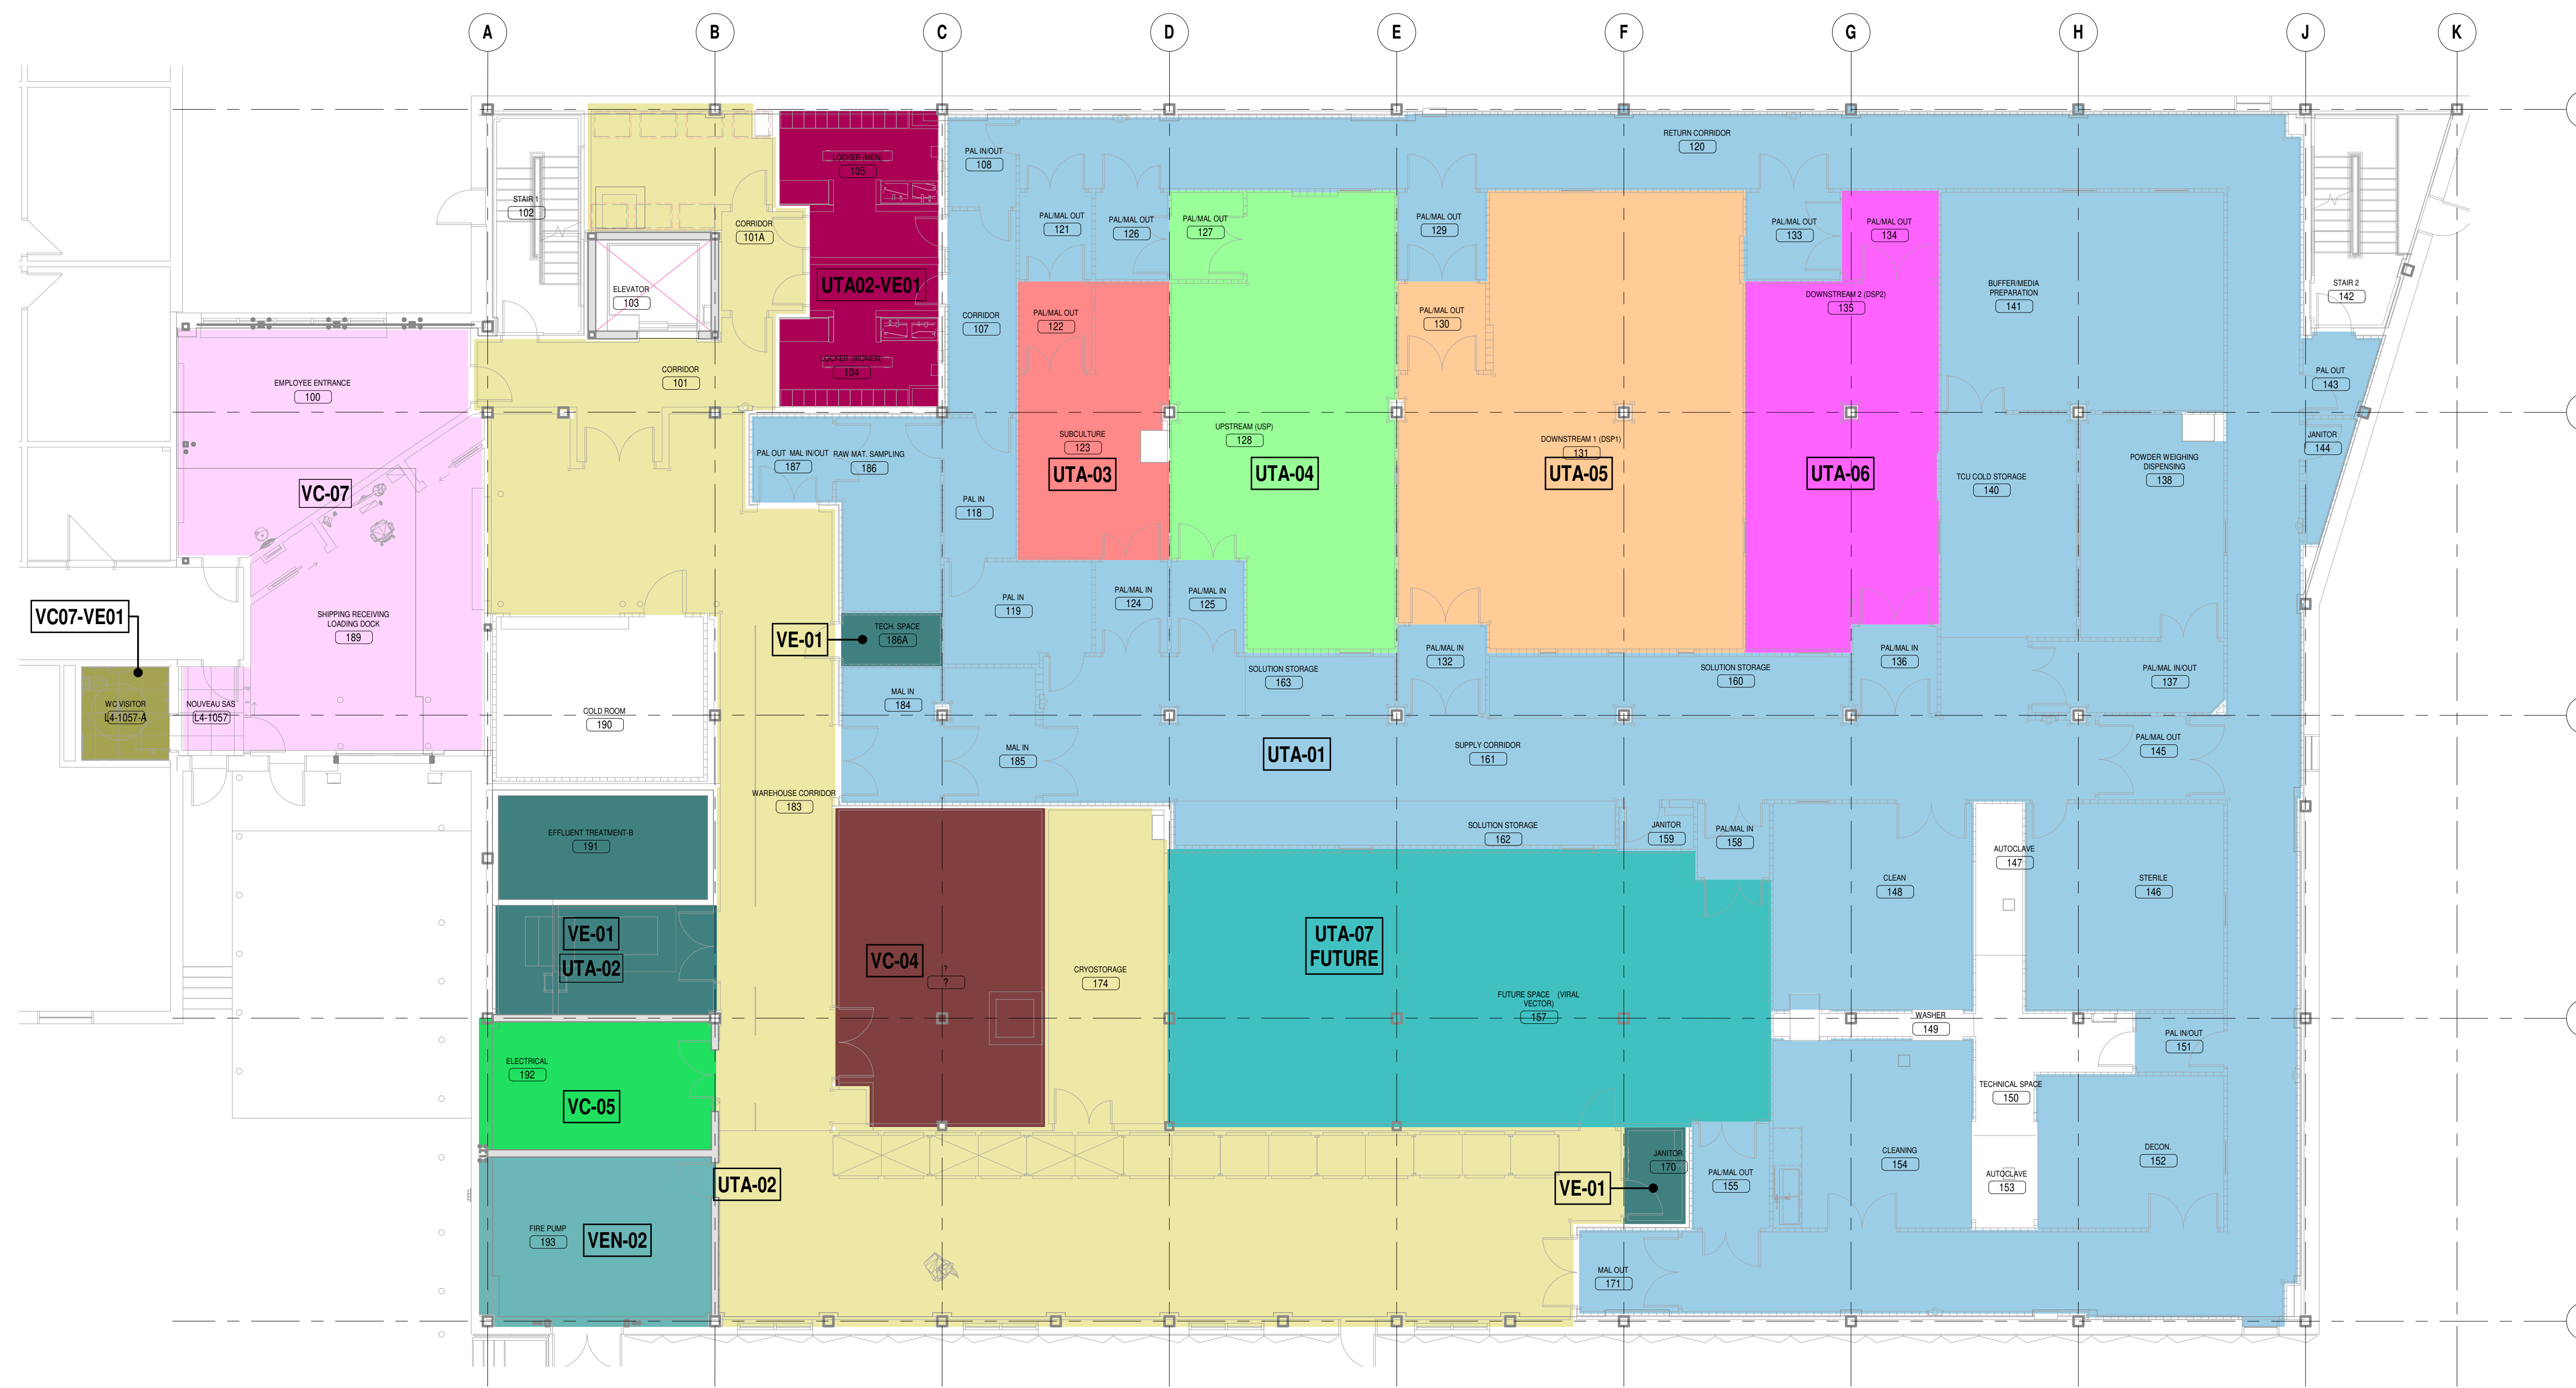 A
B
C
D
E
F
G
H
J
K
RETURN CORRIDOR
120
PAL IN/OUT
108
LOCKER (MEN)
105
STAIR 1
102
CORRIDOR
101A
PAL/MAL OUT
121
PAL/MAL OUT
126
PAL/MAL OUT
127
PAL/MAL OUT
129
PAL/MAL OUT
133
PAL/MAL OUT
134
UTA02-VE01
ELEVATOR
103
CORRIDOR
107
PAL/MAL OUT
122
PAL/MAL OUT
130
DOWNSTREAM 2 (DSP2)
135
BUFFER/MEDIA
PREPARATION
141
STAIR 2
142
LOCKER (WOMEN)
104
CORRIDOR
101
EMPLOYEE ENTRANCE
100
PAL OUT
143
SUBCULTURE
123
UTA-03
UPSTREAM (USP)
128
UTA-04
DOWNSTREAM 1 (DSP1)
131
UTA-05
UTA-06
JANITOR
144
PAL OUT MAL IN/OUT
187
RAW MAT. SAMPLING
186
POWDER WEIGHING
DISPENSING
138
TCU COLD STORAGE
140
VC-07
PAL IN
118
VC07-VE01
SHIPPING RECEIVING
LOADING DOCK
189
VE-01
TECH. SPACE
186A
PAL IN
119
PAL/MAL IN
124
PAL/MAL IN
125
PAL/MAL IN
132
PAL/MAL IN
136
SOLUTION STORAGE
163
SOLUTION STORAGE
160
PAL/MAL IN/OUT
137
WC VISITOR
L4-1057-A
NOUVEAU SAS
L4-1057
COLD ROOM
190
MAL IN
184
MAL IN
185
UTA-01
SUPPLY CORRIDOR
161
PAL/MAL OUT
145
WAREHOUSE CORRIDOR
183
EFFLUENT TREATMENT-B
191
SOLUTION STORAGE
162
JANITOR
159
PAL/MAL IN
158
AUTOCLAVE
147
CLEAN
148
STERILE
146
VE-01
UTA-02
VC-04
?
?
CRYOSTORAGE
174
UTA-07
FUTURE
FUTURE SPACE (VIRAL
VECTOR)
157
WASHER
149
PAL IN/OUT
151
ELECTRICAL
192
VC-05
TECHNICAL SPACE
150
CLEANING
154
DECON.
152
JANITOR
170
PAL/MAL OUT
155
AUTOCLAVE
153
UTA-02
VE-01
FIRE PUMP
193
VEN-02
MAL OUT
171